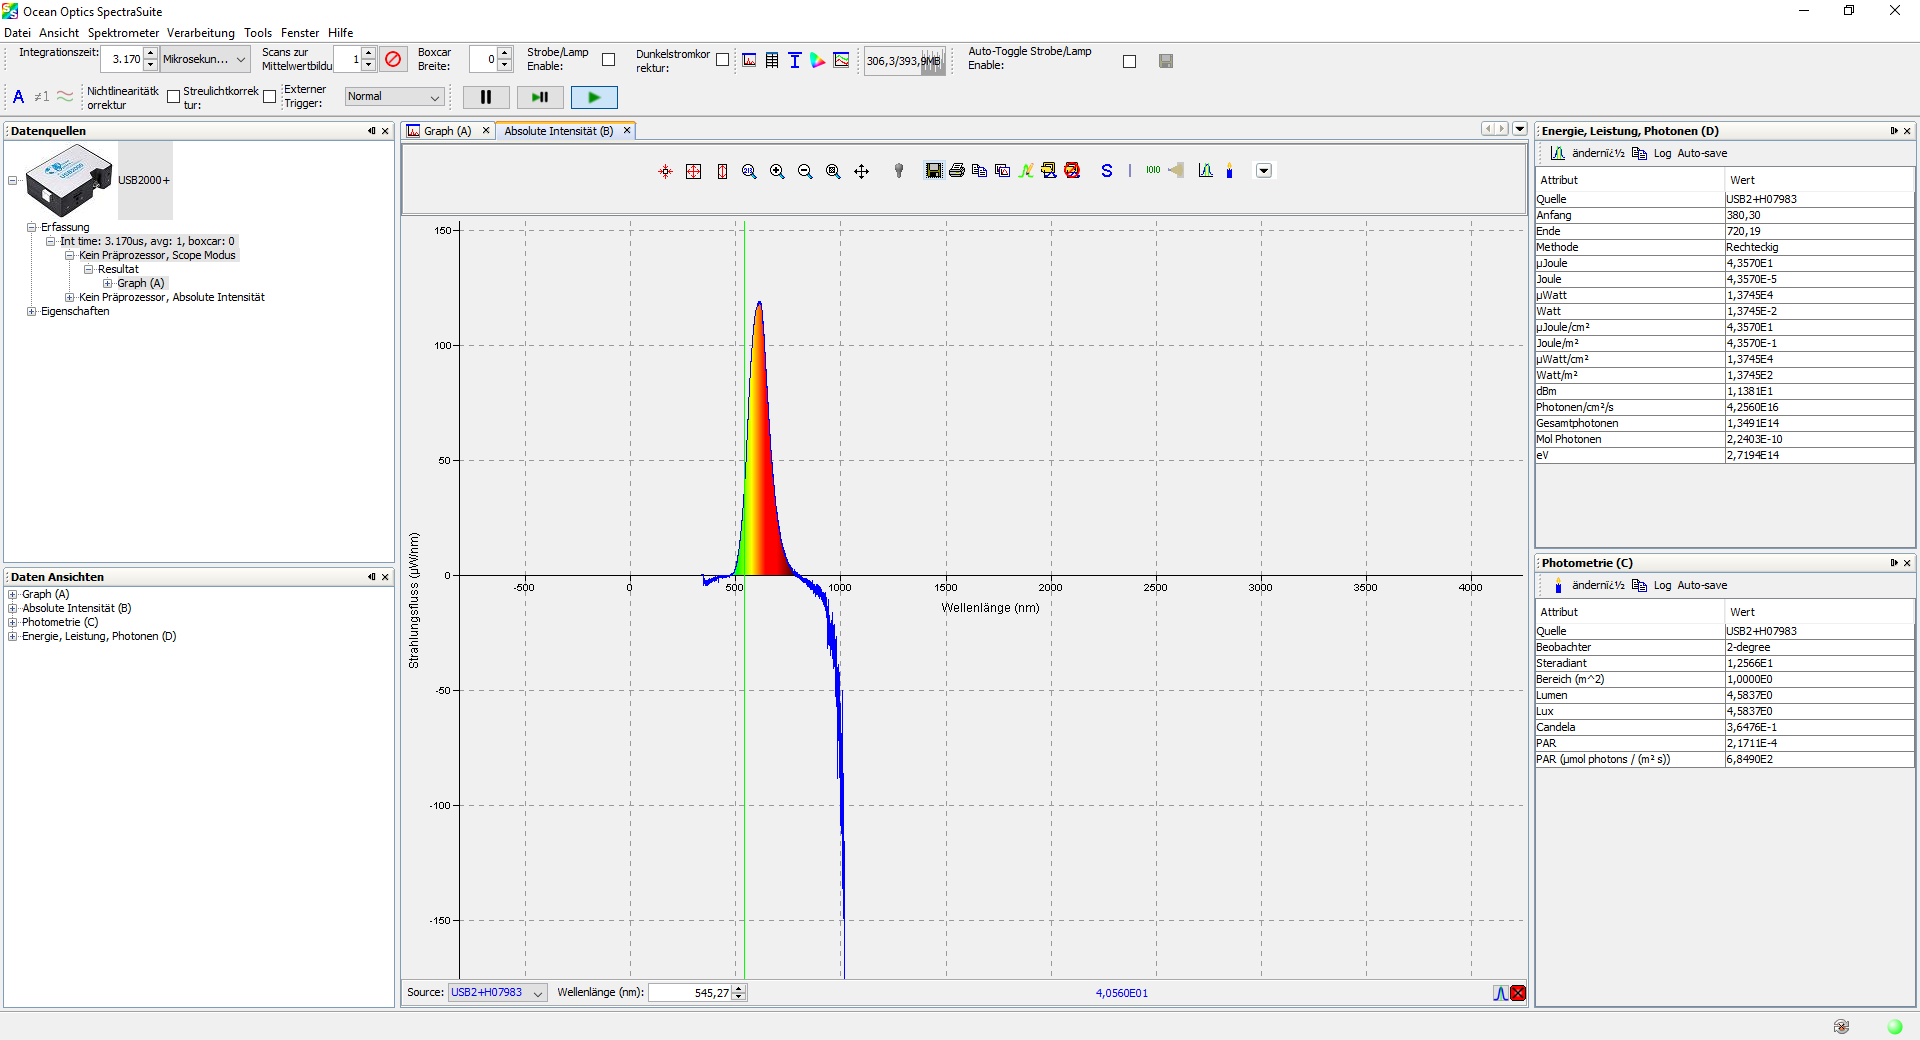 Ocean Optics SpectraSuite
Datei Ansicht Spektrometer Verarbeitung Tools Fenster Hilfe
Integrationszeit: 3.170 Mikrosekun... Scans zur Mittelwertbildu 1 Boxcar Breite: 0 Strobe/Lamp Enable: Dunkelstromkor rektur: 306,3/393,9MB Auto-Toggle Strobe/Lamp Enable:
A ≠1 Nichtlinearitätk orrektur Streulichtkorrek tur: Externer Trigger: Normal
Datenquellen
USB2000+
Erfassung
Int time: 3.170us, avg: 1, boxcar: 0
Kein Präprozessor, Scope Modus
Resultat
Graph (A)
Kein Präprozessor, Absolute Intensität
Eigenschaften
Daten Ansichten
Graph (A)
Absolute Intensität (B)
Photometrie (C)
Energie, Leistung, Photonen (D)
Graph (A) Absolute Intensität (B)
S 1010
150
100
50
0
-50
-100
-150
-500 0 500 1000 1500 2000 2500 3000 3500 4000
Wellenlänge (nm)
Strahlungsfluss (µW/nm)
Source: USB2+H07983 Wellenlänge (nm): 545,27 4,0560E01
Energie, Leistung, Photonen (D)
ändernï¿½ Log Auto-save
Attribut Wert
Quelle USB2+H07983
Anfang 380,30
Ende 720,19
Methode Rechteckig
µJoule 4,3570E1
Joule 4,3570E-5
µWatt 1,3745E4
Watt 1,3745E-2
µJoule/cm² 4,3570E1
Joule/m² 4,3570E-1
µWatt/cm² 1,3745E4
Watt/m² 1,3745E2
dBm 1,1381E1
Photonen/cm²/s 4,2560E16
Gesamtphotonen 1,3491E14
Mol Photonen 2,2403E-10
eV 2,7194E14
Photometrie (C)
ändernï¿½ Log Auto-save
Attribut Wert
Quelle USB2+H07983
Beobachter 2-degree
Steradiant 1,2566E1
Bereich (m^2) 1,0000E0
Lumen 4,5837E0
Lux 4,5837E0
Candela 3,6476E-1
PAR 2,1711E-4
PAR (µmol photons / (m² s)) 6,8490E2